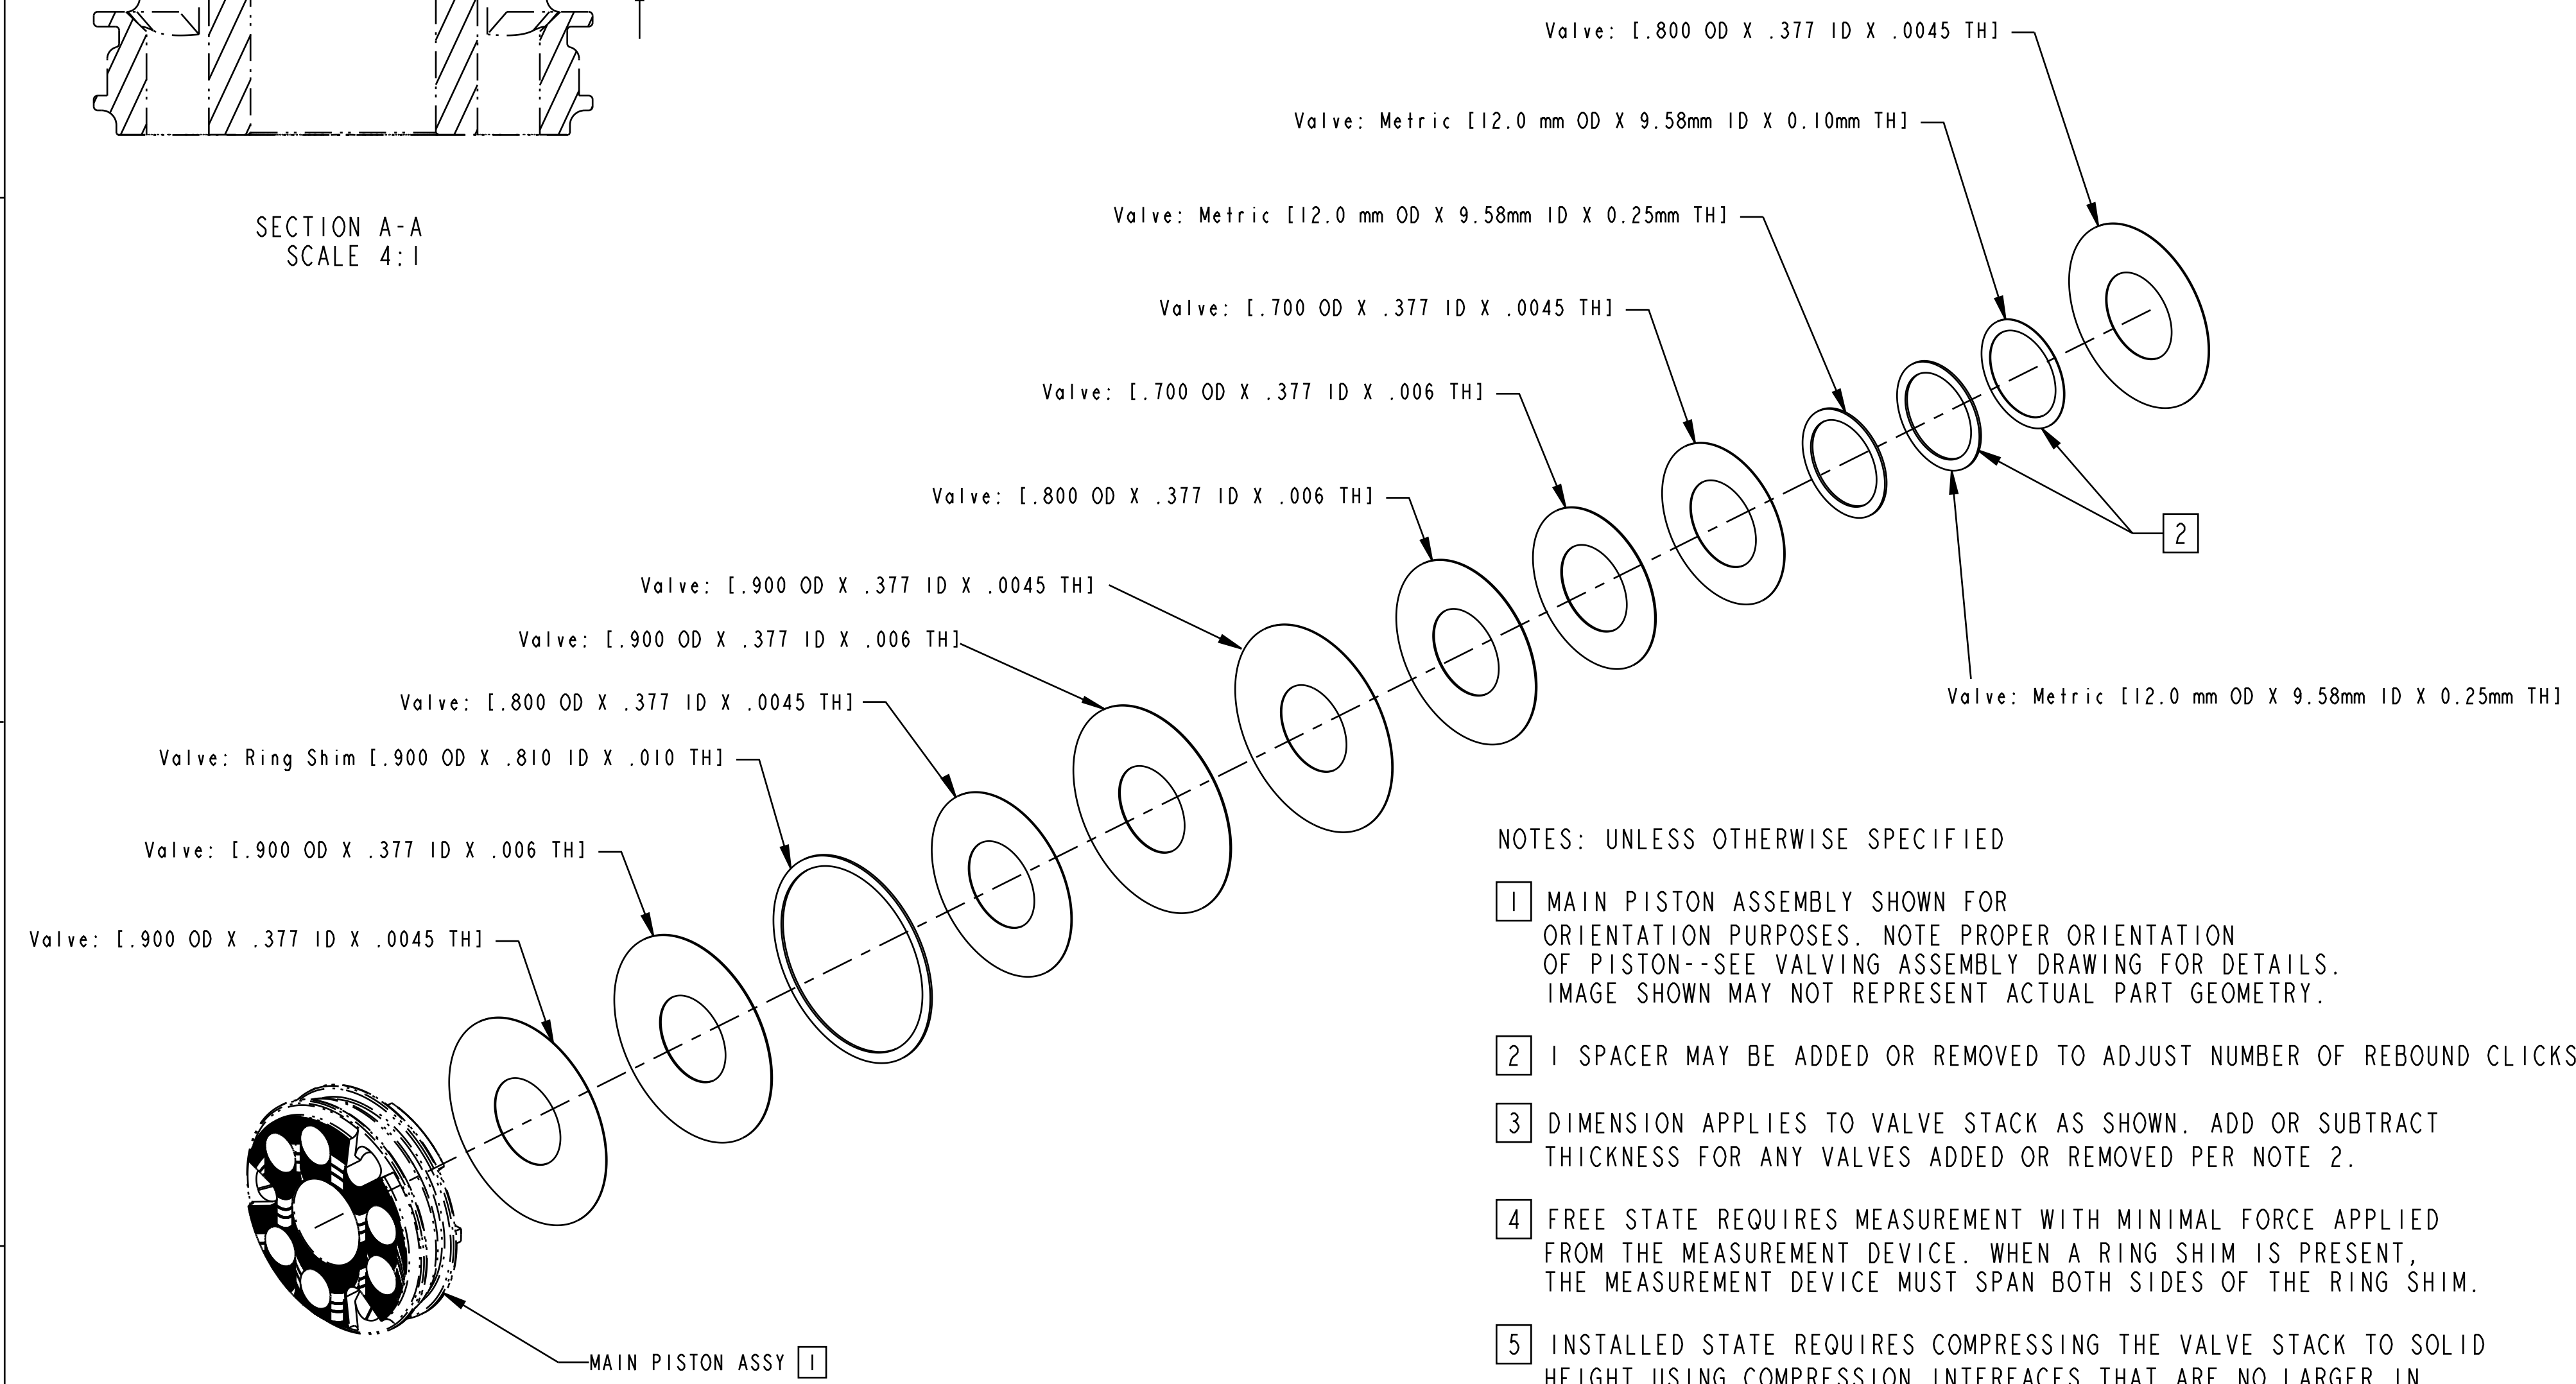 SECTION A-A
SCALE 4:1
Valve: [.800 OD X .377 ID X .0045 TH]
Valve: Metric [12.0 mm OD X 9.58mm ID X 0.10mm TH]
Valve: Metric [12.0 mm OD X 9.58mm ID X 0.25mm TH]
Valve: [.700 OD X .377 ID X .0045 TH]
Valve: [.700 OD X .377 ID X .006 TH]
Valve: [.800 OD X .377 ID X .006 TH]
2
Valve: [.900 OD X .377 ID X .0045 TH]
Valve: [.900 OD X .377 ID X .006 TH]
Valve: Metric [12.0 mm OD X 9.58mm ID X 0.25mm TH]
Valve: [.800 OD X .377 ID X .0045 TH]
Valve: Ring Shim [.900 OD X .810 ID X .010 TH]
Valve: [.900 OD X .377 ID X .006 TH]
Valve: [.900 OD X .377 ID X .0045 TH]
MAIN PISTON ASSY 1
NOTES: UNLESS OTHERWISE SPECIFIED
1 MAIN PISTON ASSEMBLY SHOWN FOR
ORIENTATION PURPOSES. NOTE PROPER ORIENTATION
OF PISTON--SEE VALVING ASSEMBLY DRAWING FOR DETAILS.
IMAGE SHOWN MAY NOT REPRESENT ACTUAL PART GEOMETRY.
2 1 SPACER MAY BE ADDED OR REMOVED TO ADJUST NUMBER OF REBOUND CLICKS
3 DIMENSION APPLIES TO VALVE STACK AS SHOWN. ADD OR SUBTRACT
THICKNESS FOR ANY VALVES ADDED OR REMOVED PER NOTE 2.
4 FREE STATE REQUIRES MEASUREMENT WITH MINIMAL FORCE APPLIED
FROM THE MEASUREMENT DEVICE. WHEN A RING SHIM IS PRESENT,
THE MEASUREMENT DEVICE MUST SPAN BOTH SIDES OF THE RING SHIM.
5 INSTALLED STATE REQUIRES COMPRESSING THE VALVE STACK TO SOLID
HEIGHT USING COMPRESSION INTERFACES THAT ARE NO LARGER IN